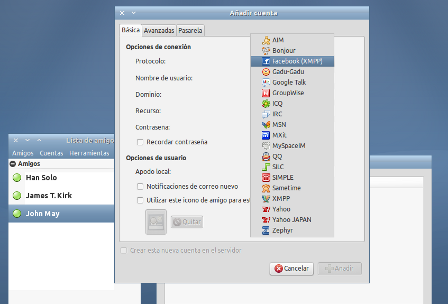 Añadir cuenta
Básica Avanzadas Pasarela
Opciones de conexión
Protocolo:
Nombre de usuario:
Dominio:
Recurso:
Contraseña:
Recordar contraseña
Opciones de usuario
Apodo local:
Notificaciones de correo nuevo
Utilizar este icono de amigo para es
Quitar
Crear esta nueva cuenta en el servidor
Cancelar Añadir
AIM
Bonjour
Facebook (XMPP)
Gadu-Gadu
Google Talk
GroupWise
ICQ
IRC
MSN
MXit
MySpaceIM
QQ
SILC
SIMPLE
Sametime
XMPP
Yahoo
Yahoo JAPAN
Zephyr
Lista de amigo
Amigos Cuentas Herramientas
Amigos
Han Solo
James T. Kirk
John May